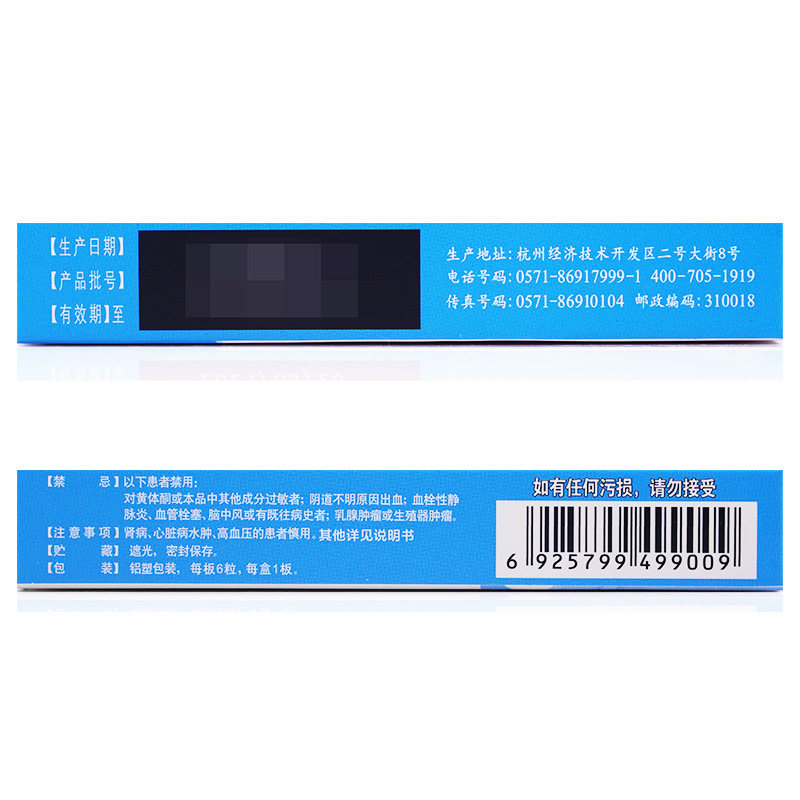 【生产日期】
【产品批号】
【有效期】至
生产地址:杭州经济技术开发区二号大街8号
电话号码:0571-86917999-1 400-705-1919
传真号码:0571-86910104 邮政编码:310018
【禁 忌】以下患者禁用:
对黄体酮或本品中其他成分过敏者;阴道不明原因出血;血栓性静
脉炎、血管栓塞、脑中风或有既往病史者;乳腺肿瘤或生殖器肿瘤。
【注意事项】肾病、心脏病水肿、高血压的患者慎用。其他详见说明书
【贮 藏】遮光,密封保存。
【包 装】铝塑包装,每板6粒,每盒1板。
如有任何污损,请勿接受
6 925799 499009